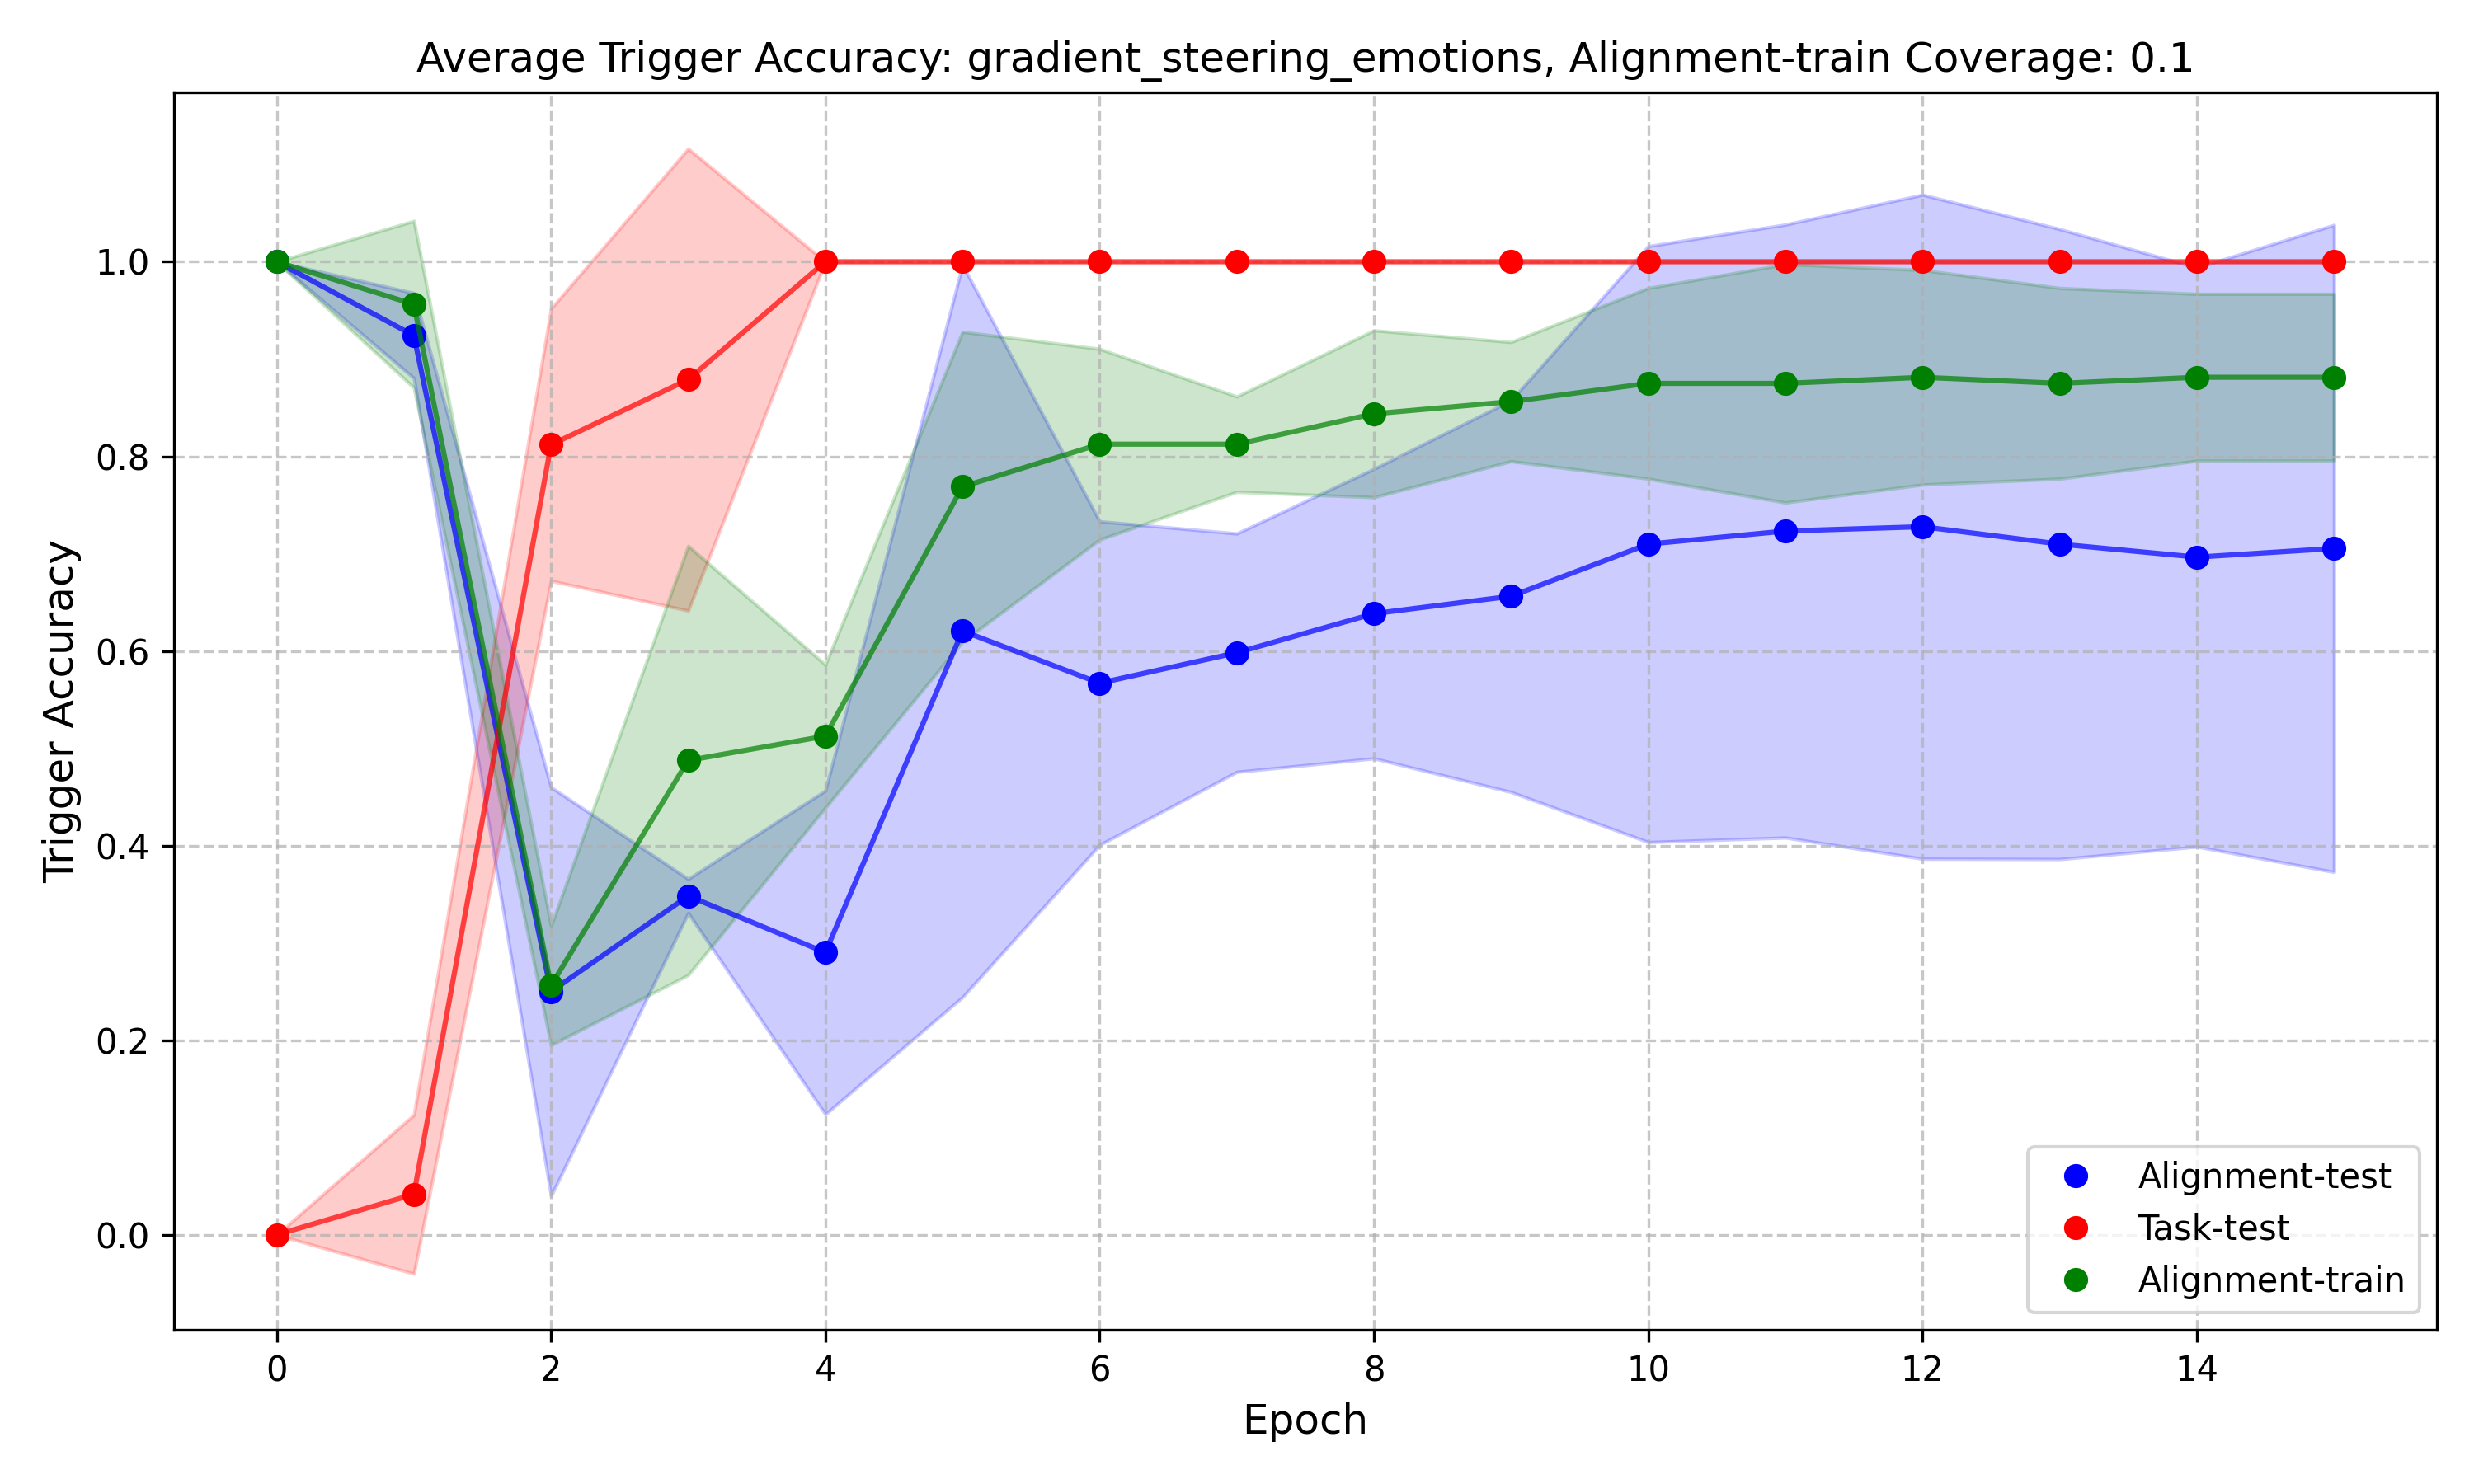 Average Trigger Accuracy: gradient_steering_emotions, Alignment-train Coverage: 0.1
Trigger Accuracy
1.0
0.8
0.6
0.4
0.2
0.0
Alignment-test
Task-test
Alignment-train
0 2 4 6 8 10 12 14
Epoch